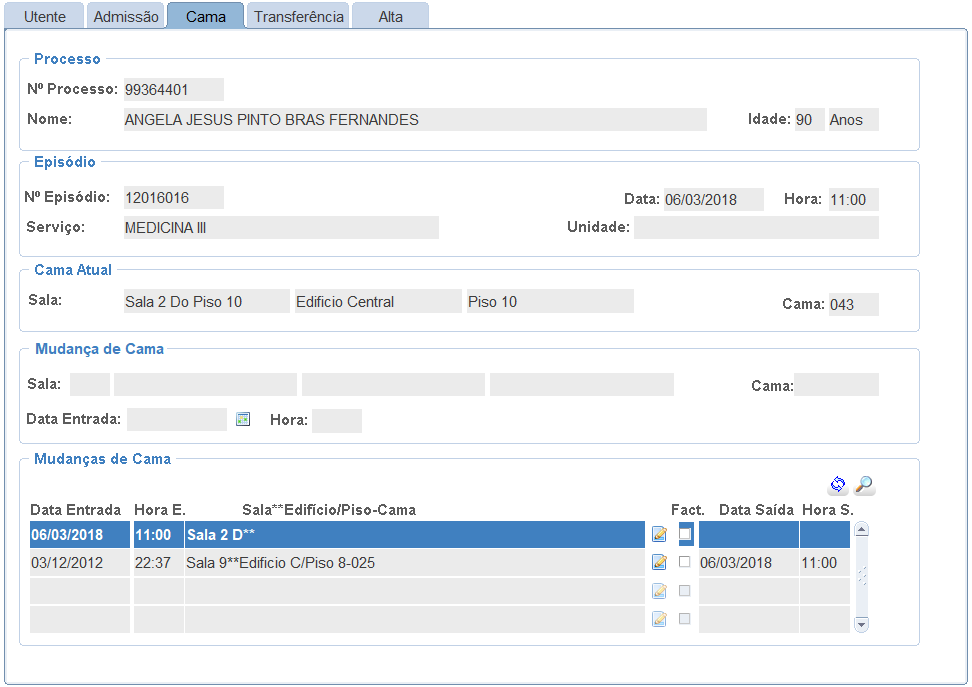 Utente Admissão Cama Transferência Alta
Processo
Nº Processo: 99364401
Nome: ANGELA JESUS PINTO BRAS FERNANDES Idade: 90 Anos
Episódio
Nº Episódio: 12016016 Data: 06/03/2018 Hora: 11:00
Serviço: MEDICINA III Unidade:
Cama Atual
Sala: Sala 2 Do Piso 10 Edificio Central Piso 10 Cama: 043
Mudança de Cama
Sala: Cama:
Data Entrada: Hora:
Mudanças de Cama
Data Entrada Hora E. Sala**Edifício/Piso-Cama Fact. Data Saída Hora S.
06/03/2018 11:00 Sala 2 D**
03/12/2012 22:37 Sala 9**Edificio C/Piso 8-025 06/03/2018 11:00